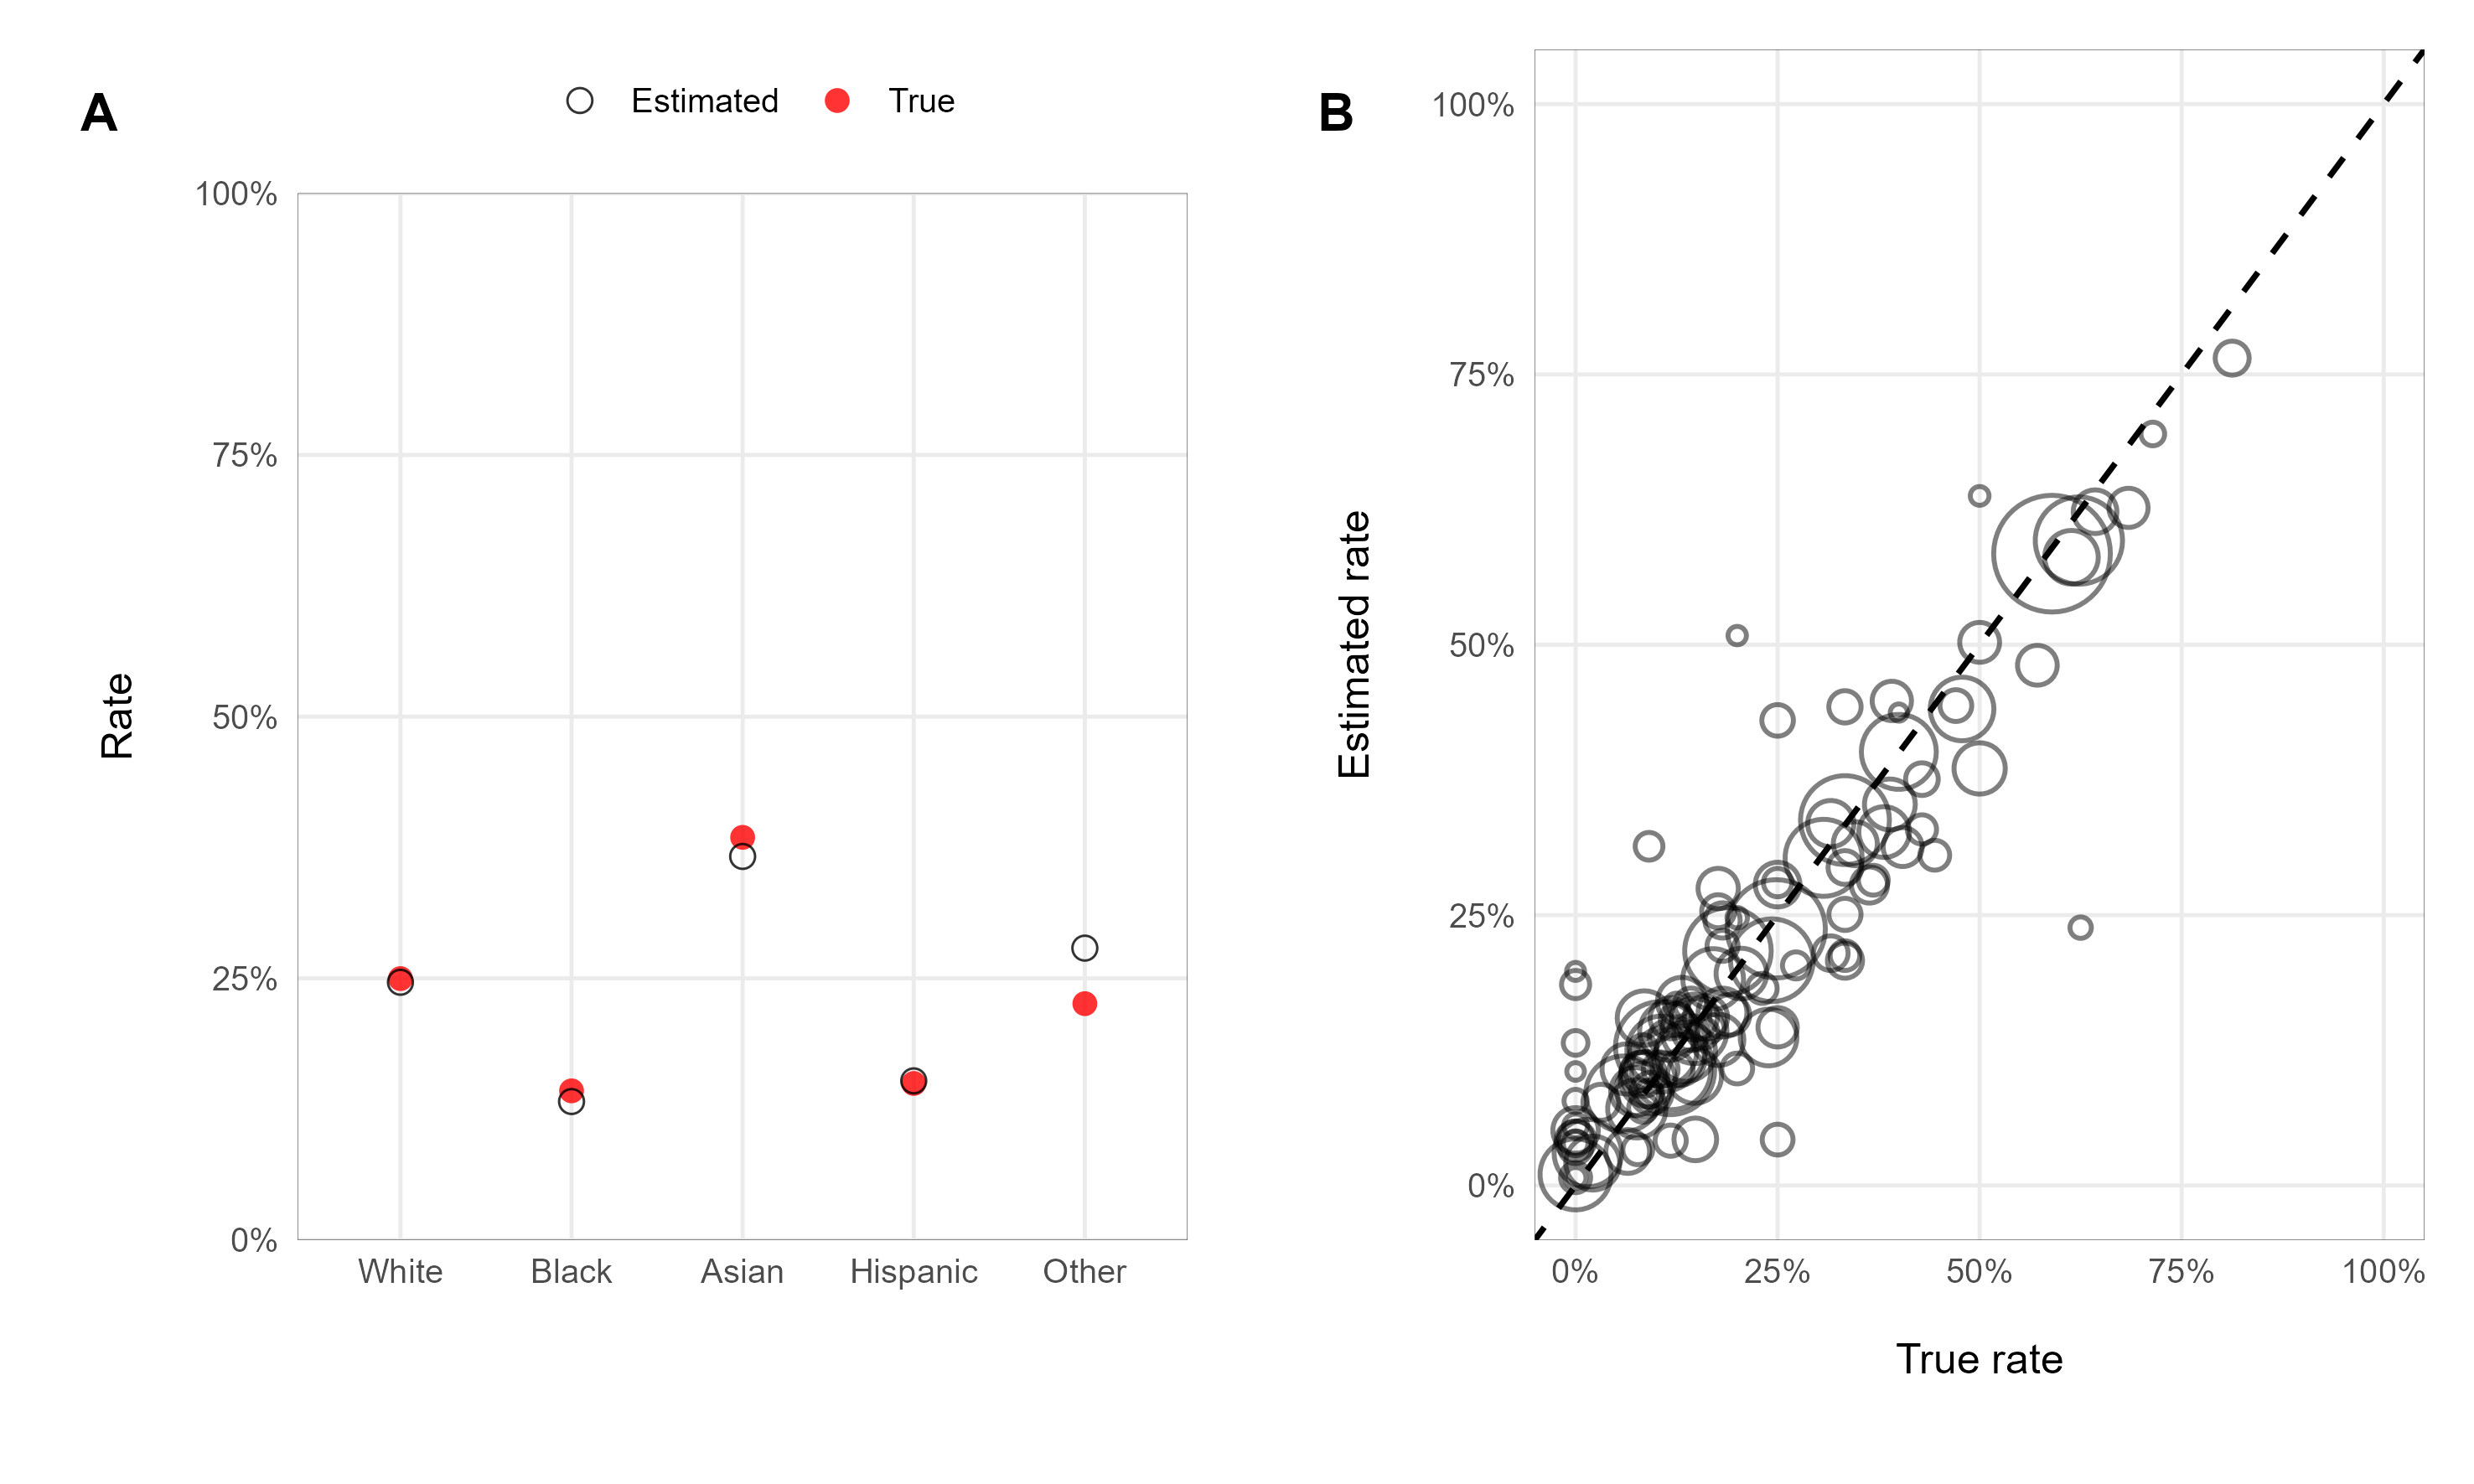 A
Estimated True
100%
75%
50%
25%
0%
Rate
White Black Asian Hispanic Other
B
100%
75%
50%
25%
0%
Estimated rate
0% 25% 50% 75% 100%
True rate